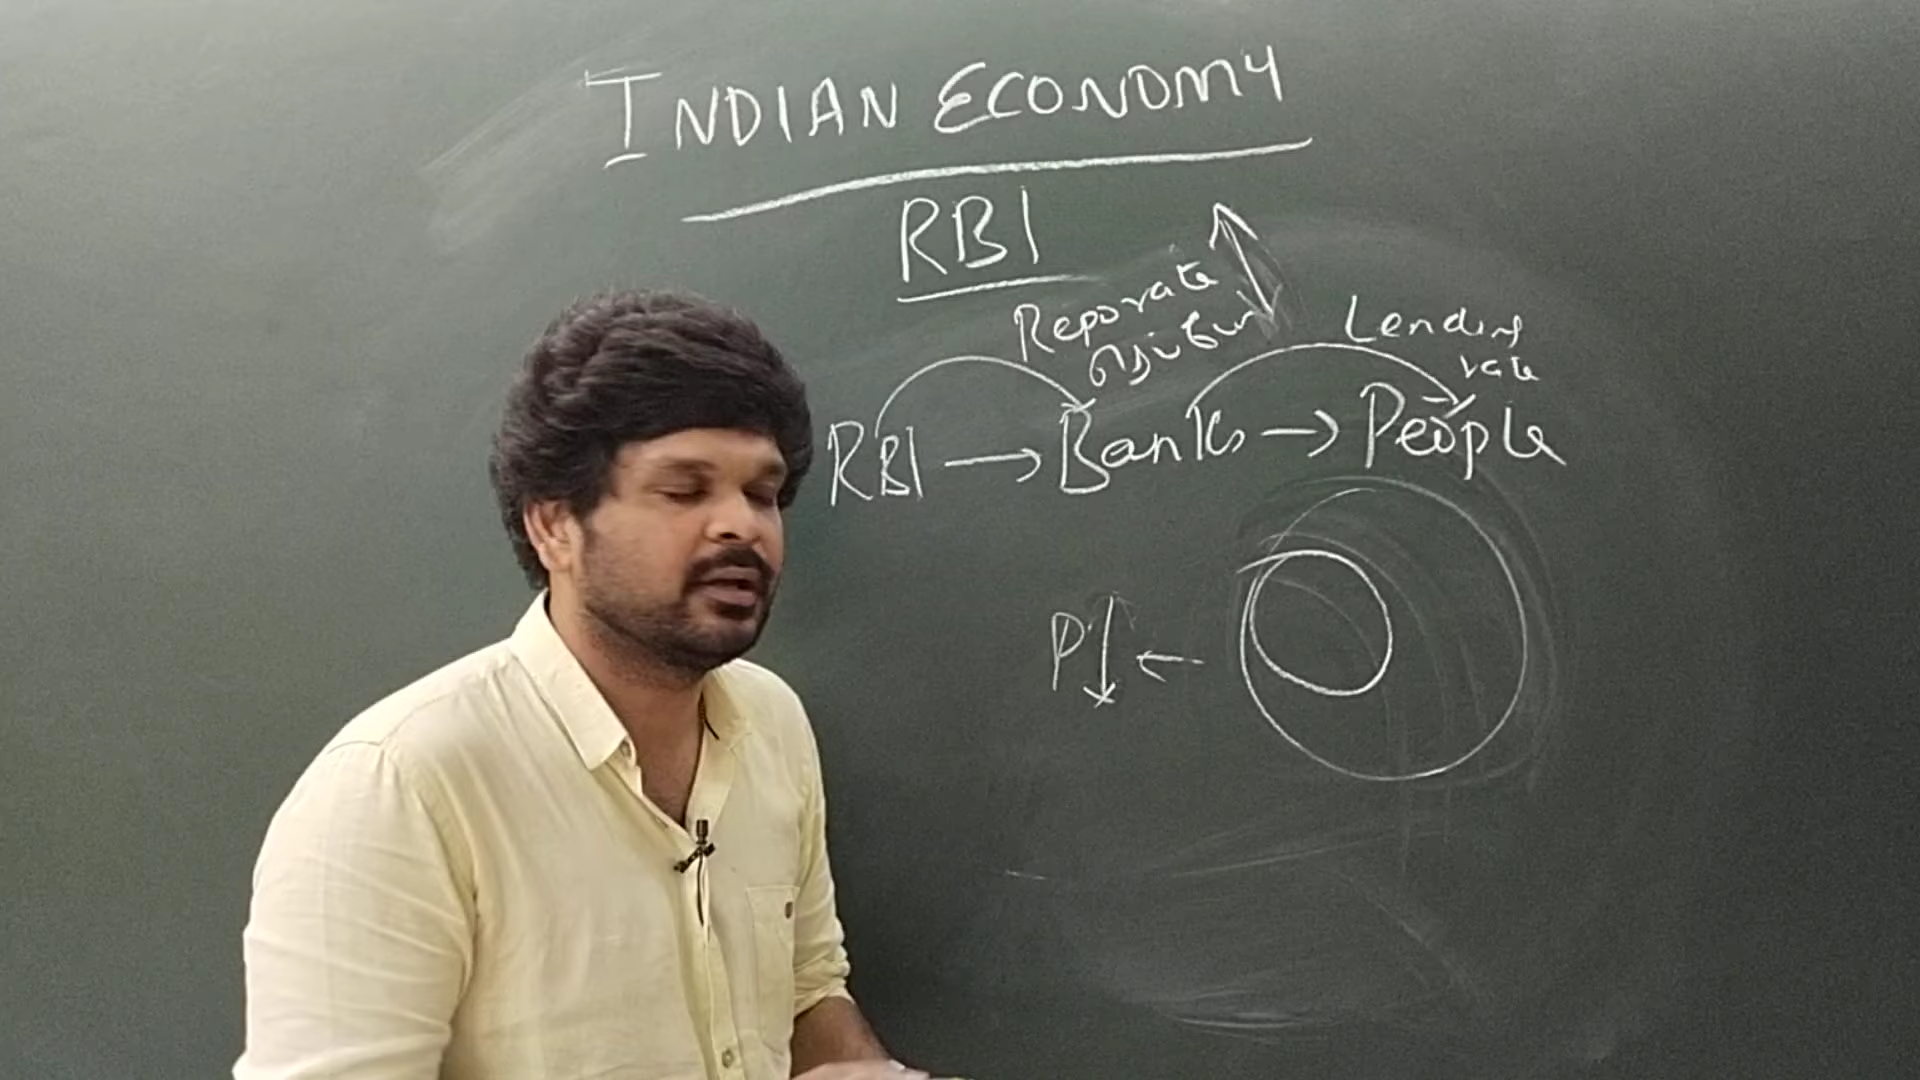 INDIAN ECONOMY
RBI
Reporate
Lending
rate
RBI → Banks → People
P↓ ←